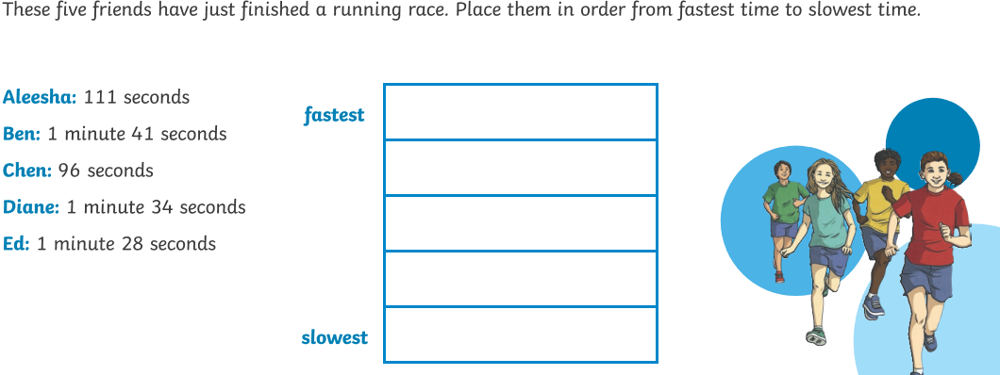 These five friends have just finished a running race. Place them in order from fastest time to slowest time.
Aleesha: 111 seconds
Ben: 1 minute 41 seconds
Chen: 96 seconds
Diane: 1 minute 34 seconds
Ed: 1 minute 28 seconds
fastest
slowest